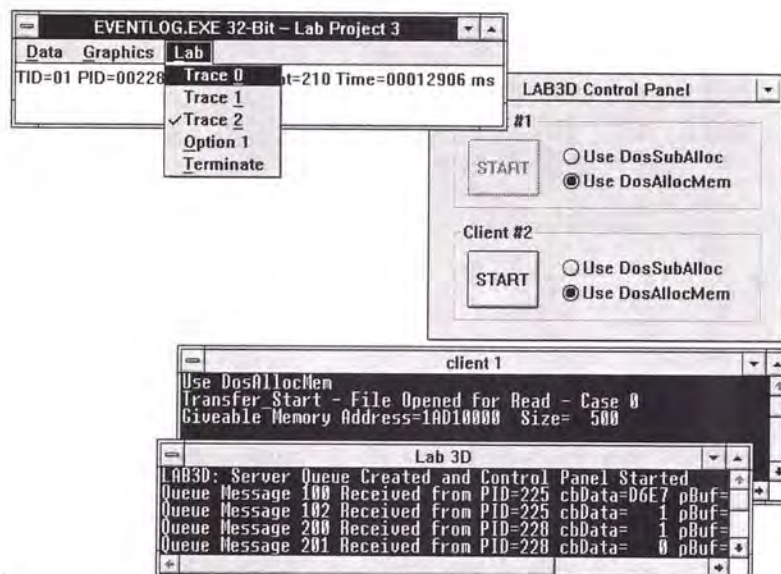 EVENTLOG.EXE 32-Bit – Lab Project 3
Data Graphics Lab
TID=01 PID=00228 nt=210 Time=00012906 ms
Trace 0
Trace 1
✓Trace 2
Option 1
Terminate
LAB3D Control Panel
#1
START
Use DosSubAlloc
Use DosAllocMem
Client #2
START
Use DosSubAlloc
Use DosAllocMem
client 1
Use DosAllocMem
Transfer_Start - File Opened for Read - Case 0
Giveable Memory Address=1AD10000 Size= 500
Lab 3D
LAB3D: Server Queue Created and Control Panel Started
Queue Message 100 Received from PID=225 cbData=D6E7 pBuf=
Queue Message 102 Received from PID=225 cbData= 1 pBuf=
Queue Message 200 Received from PID=228 cbData= 1 pBuf=
Queue Message 201 Received from PID=228 cbData= 0 pBuf=